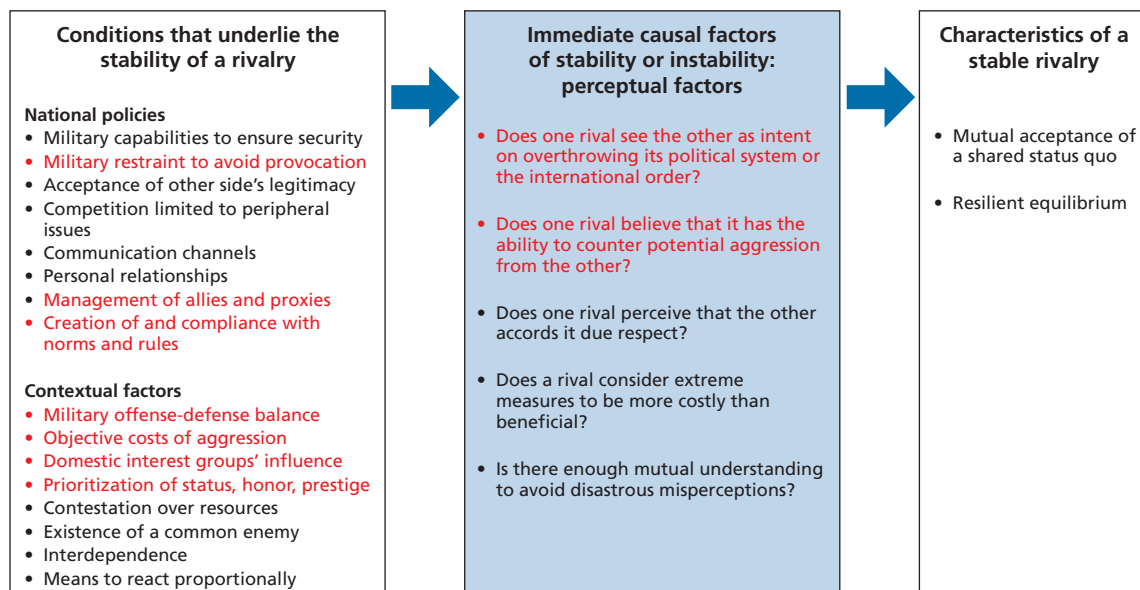 Conditions that underlie the
stability of a rivalry
National policies
• Military capabilities to ensure security
• Military restraint to avoid provocation
• Acceptance of other side's legitimacy
• Competition limited to peripheral
issues
• Communication channels
• Personal relationships
• Management of allies and proxies
• Creation of and compliance with
norms and rules
Contextual factors
• Military offense-defense balance
• Objective costs of aggression
• Domestic interest groups' influence
• Prioritization of status, honor, prestige
• Contestation over resources
• Existence of a common enemy
• Interdependence
• Means to react proportionally
Immediate causal factors
of stability or instability:
perceptual factors
• Does one rival see the other as intent
on overthrowing its political system or
the international order?
• Does one rival believe that it has the
ability to counter potential aggression
from the other?
• Does one rival perceive that the other
accords it due respect?
• Does a rival consider extreme
measures to be more costly than
beneficial?
• Is there enough mutual understanding
to avoid disastrous misperceptions?
Characteristics of a
stable rivalry
• Mutual acceptance of
a shared status quo
• Resilient equilibrium